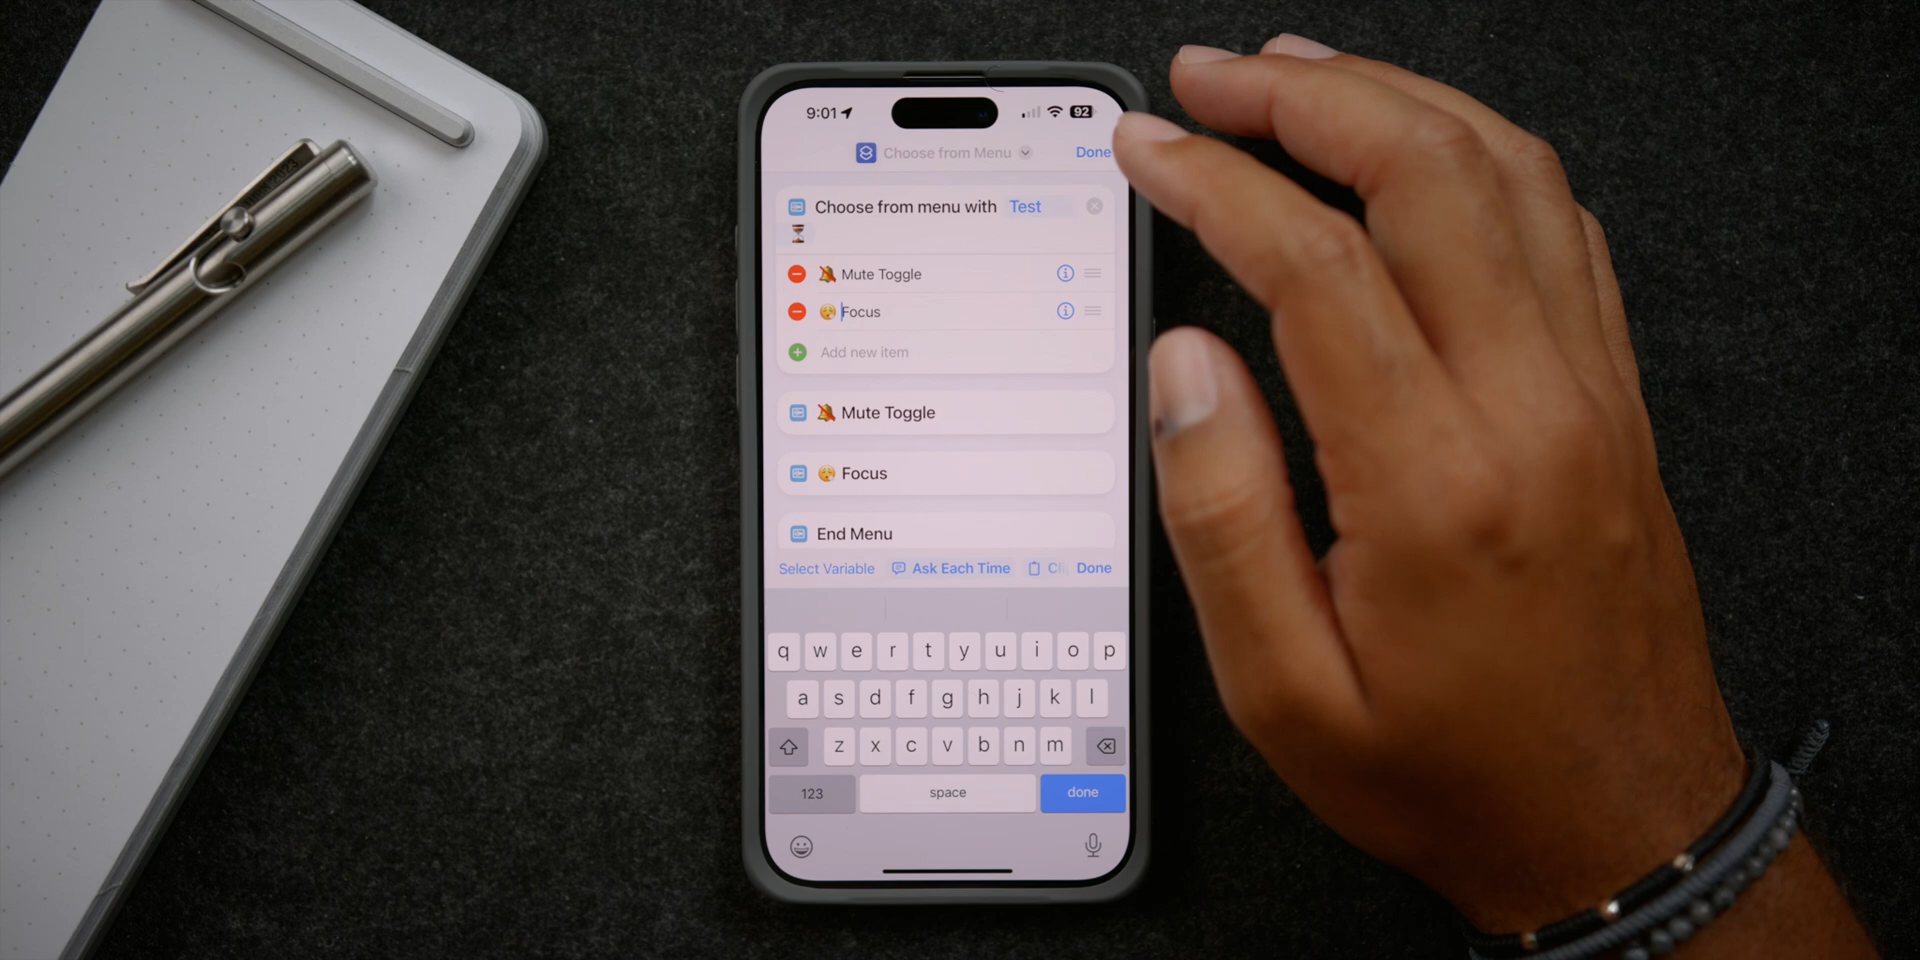 9:01
92
Choose from Menu
Done
Choose from menu with Test
⏳
🔕 Mute Toggle
😌 Focus
Add new item
🔕 Mute Toggle
😌 Focus
End Menu
Select Variable Ask Each Time Done
q w e r t y u i o p
a s d f g h j k l
z x c v b n m
123 space done